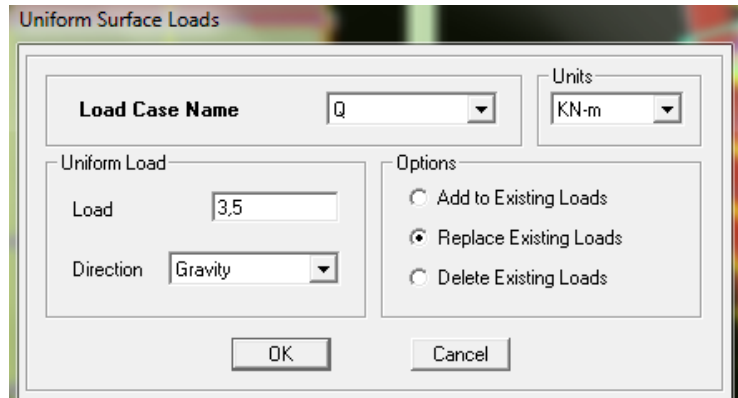 Uniform Surface Loads
Units
Load Case Name Q KN-m
Uniform Load Options
Load 3,5 Add to Existing Loads
Replace Existing Loads
Direction Gravity Delete Existing Loads
OK Cancel